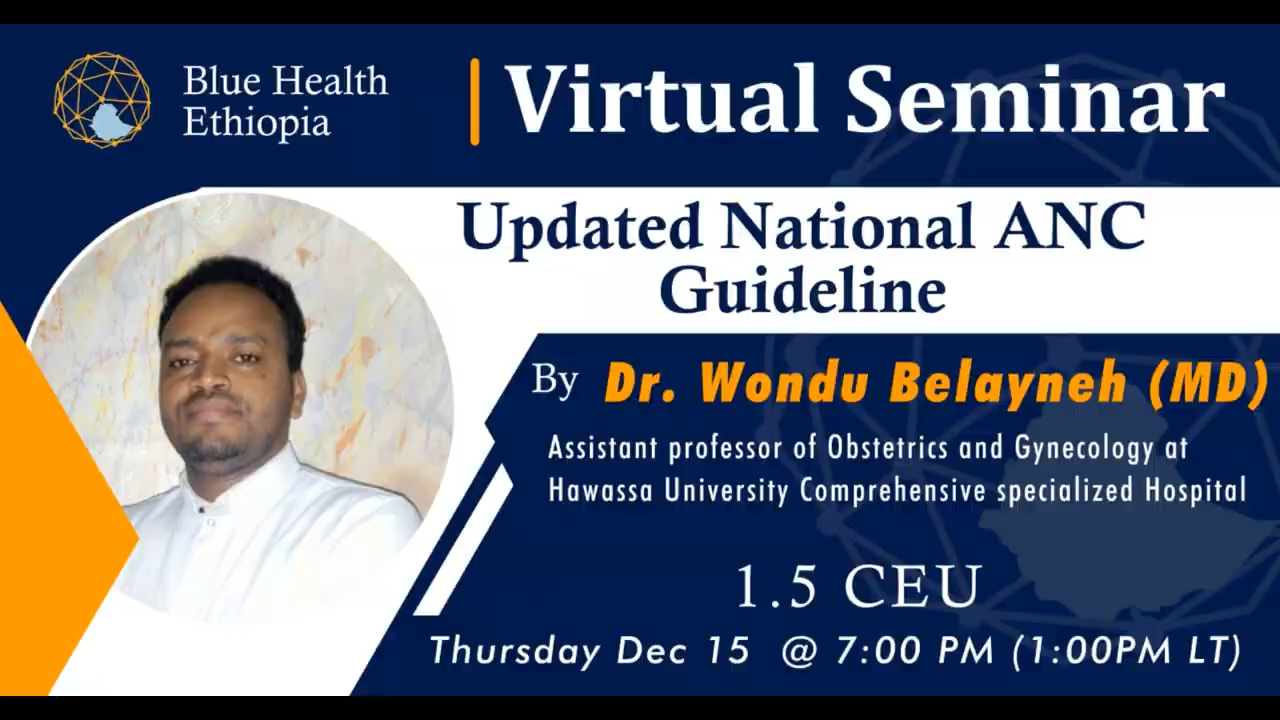 Blue Health
Ethiopia
Virtual Seminar
Updated National ANC
Guideline
By Dr. Wondu Belayneh (MD)
Assistant professor of Obstetrics and Gynecology at
Hawassa University Comprehensive specialized Hospital
1.5 CEU
Thursday Dec 15 @ 7:00 PM (1:00PM LT)